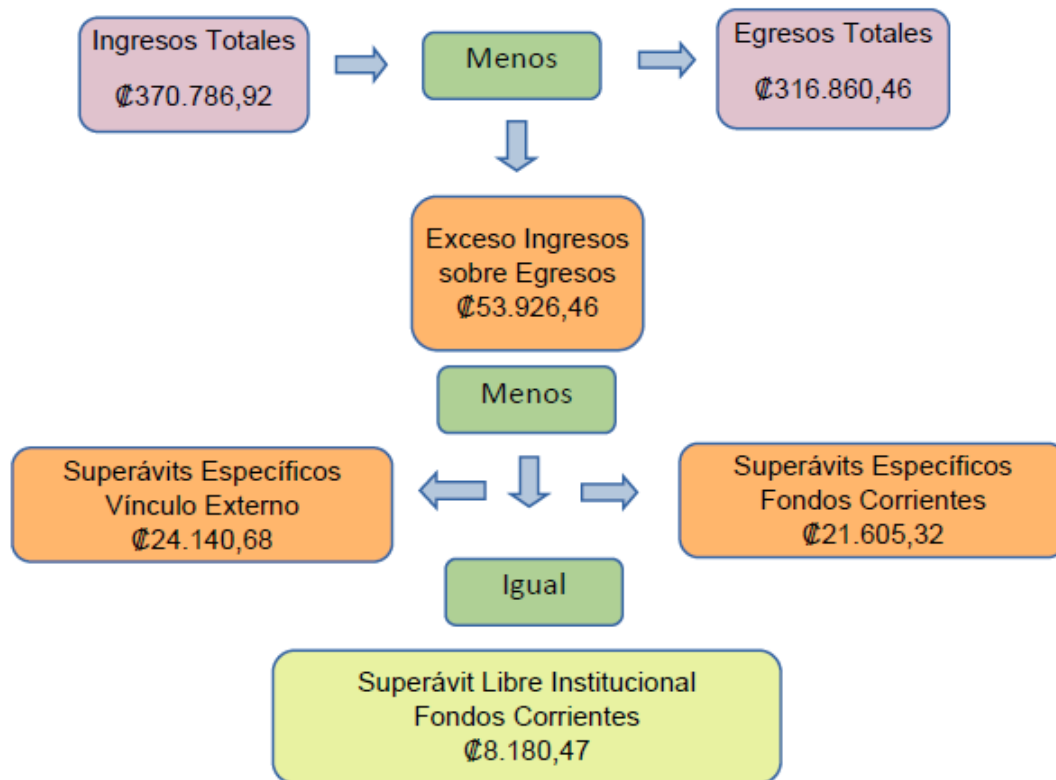 Ingresos Totales
₡370.786,92
Menos
Egresos Totales
₡316.860,46
Exceso Ingresos
sobre Egresos
₡53.926,46
Menos
Superávits Específicos
Vínculo Externo
₡24.140,68
Superávits Específicos
Fondos Corrientes
₡21.605,32
Igual
Superávit Libre Institucional
Fondos Corrientes
₡8.180,47